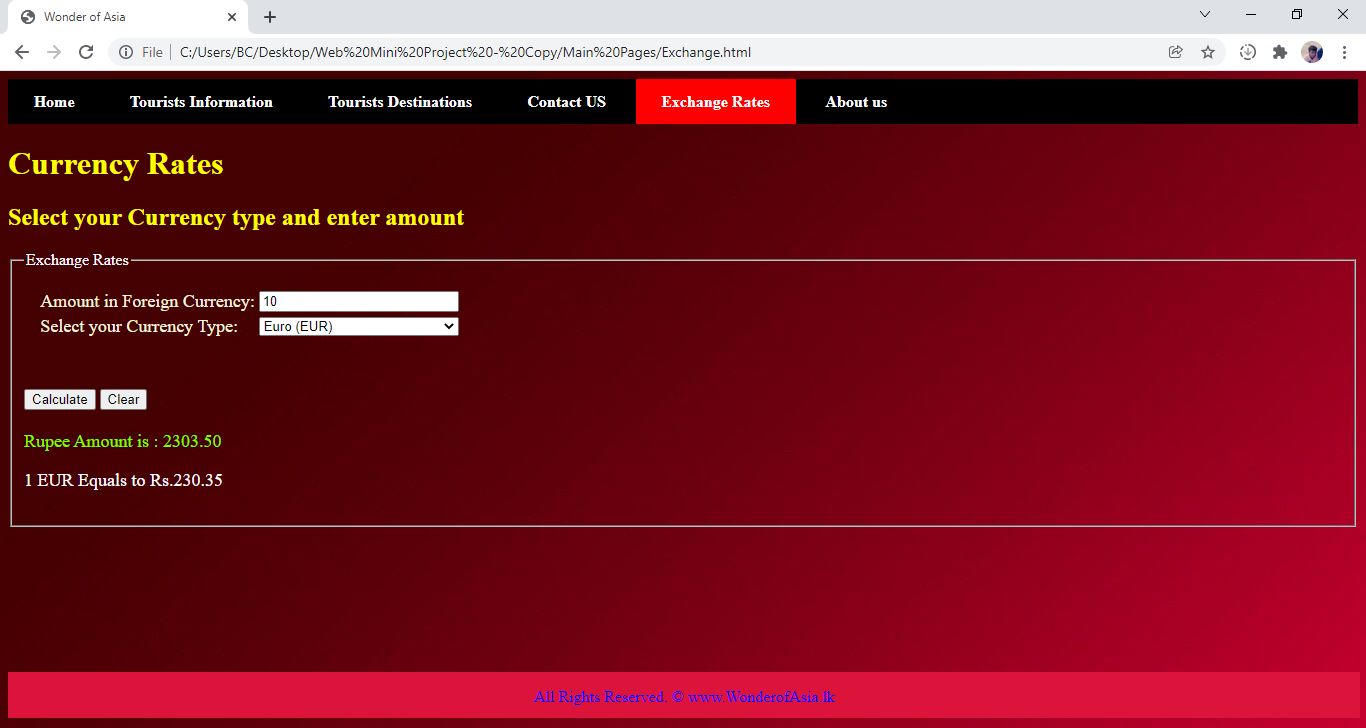 Wonder of Asia
File C:/Users/BC/Desktop/Web%20Mini%20Project%20-%20Copy/Main%20Pages/Exchange.html
Home Tourists Information Tourists Destinations Contact US Exchange Rates About us
Currency Rates
Select your Currency type and enter amount
Exchange Rates
Amount in Foreign Currency: 10
Select your Currency Type: Euro (EUR)
Calculate Clear
Rupee Amount is : 2303.50
1 EUR Equals to Rs.230.35
All Rights Reserved. © www.WonderofAsia.lk